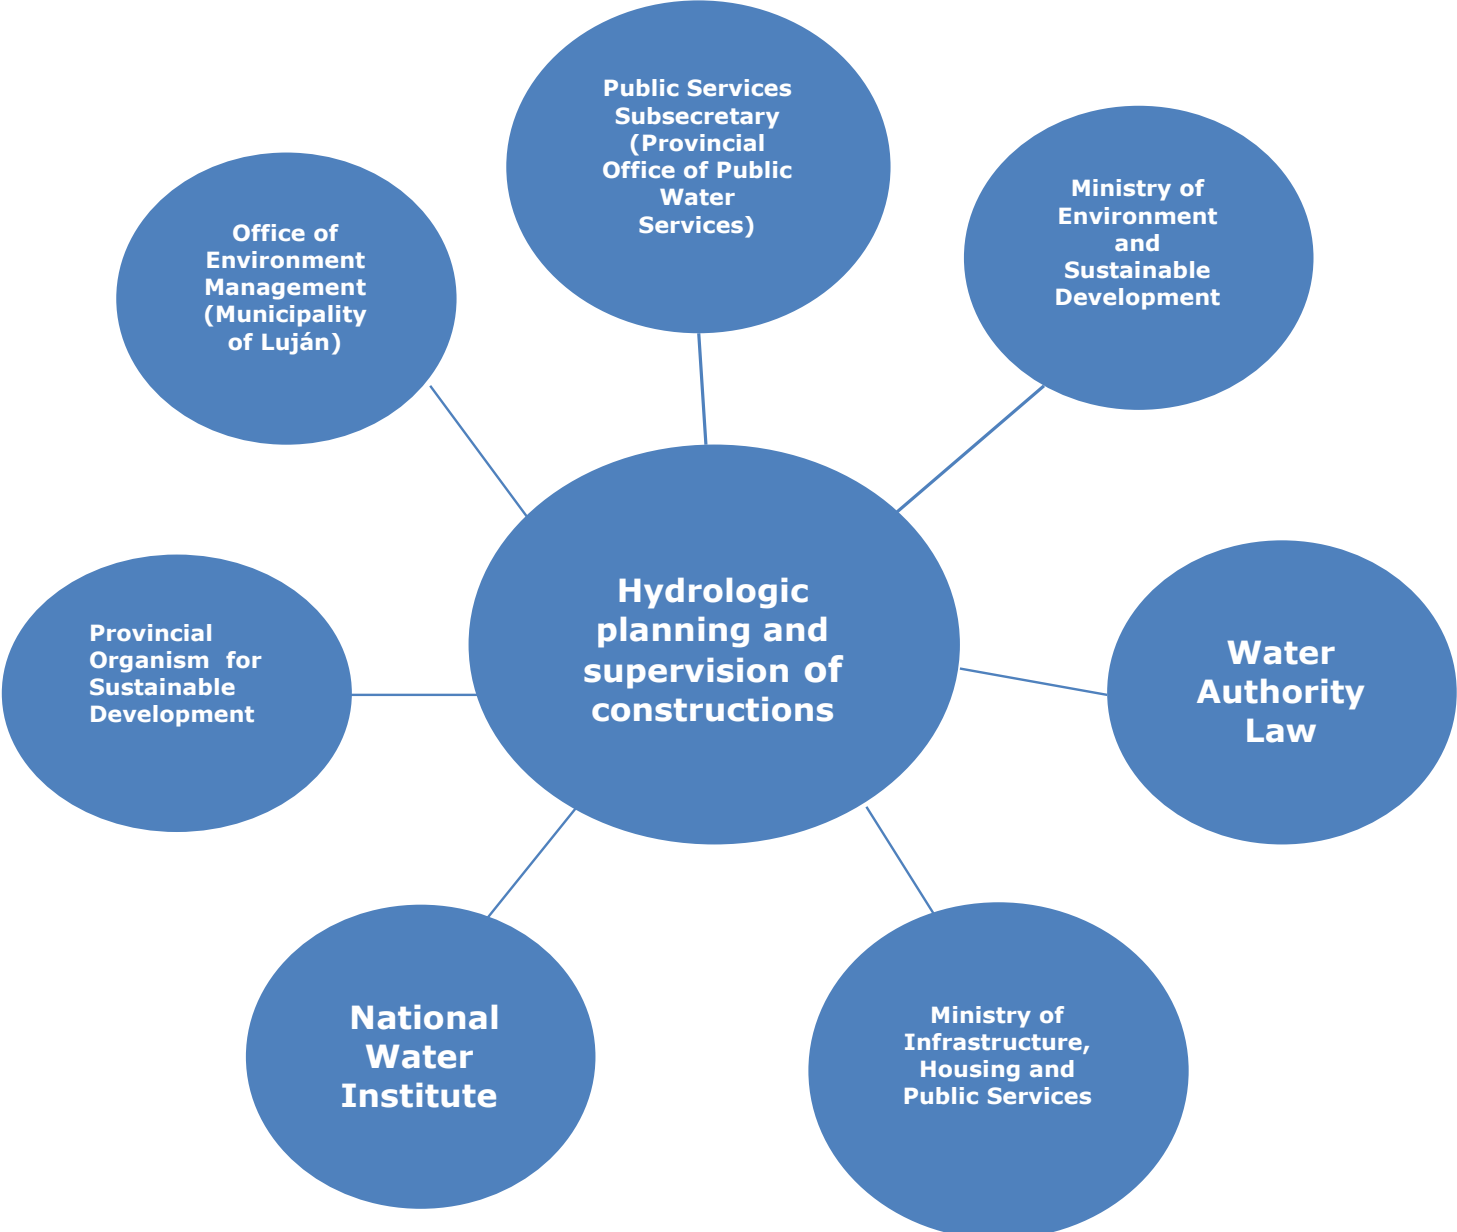 Public Services
Subsecretary
(Provincial
Office of Public
Water
Services)
Ministry of
Environment
and
Sustainable
Development
Office of
Environment
Management
(Municipality
of Luján)
Hydrologic
planning and
supervision of
constructions
Provincial
Organism for
Sustainable
Development
Water
Authority
Law
National
Water
Institute
Ministry of
Infrastructure,
Housing and
Public Services